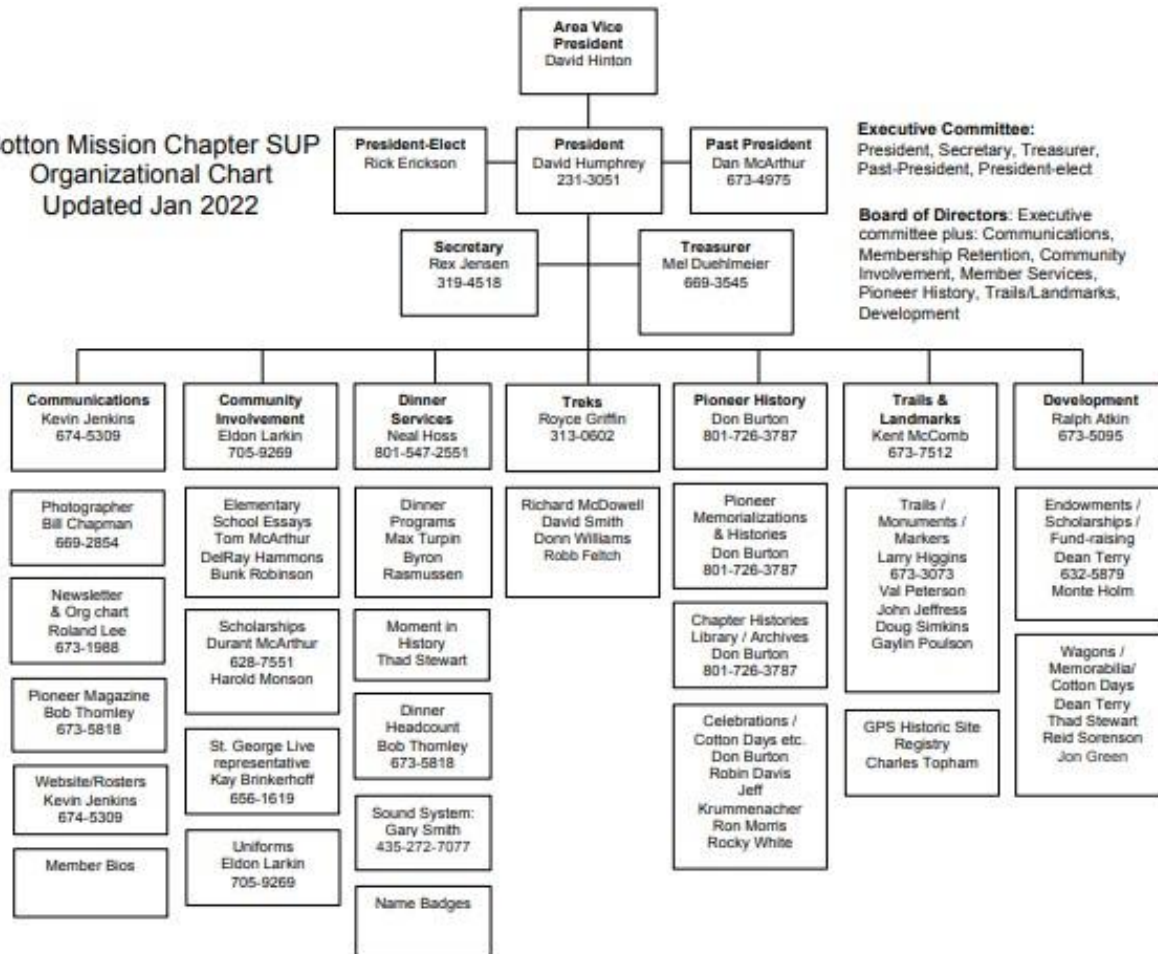 Area Vice
President
David Hinton
otton Mission Chapter SUP
Organizational Chart
Updated Jan 2022
President-Elect
Rick Erickson
President
David Humphrey
231-3051
Past President
Dan McArthur
673-4975
Executive Committee:
President, Secretary, Treasurer,
Past-President, President-elect
Secretary
Rex Jensen
319-4518
Treasurer
Mel Duehlmeier
669-3545
Board of Directors: Executive
committee plus: Communications,
Membership Retention, Community
Involvement, Member Services,
Pioneer History, Trails/Landmarks,
Development
Communications
Kevin Jenkins
674-5309
Photographer
Bill Chapman
669-2854
Newsletter
& Org chart
Roland Lee
673-1988
Pioneer Magazine
Bob Thomley
673-5818
Website/Rosters
Kevin Jenkins
674-5309
Member Bios
Community
Involvement
Eldon Larkin
705-9269
Elementary
School Essays
Tom McArthur
DelRay Hammons
Bunk Robinson
Scholarships
Durant McArthur
628-7551
Harold Monson
St. George Live
representative
Kay Brinkerhoff
656-1619
Uniforms
Eldon Larkin
705-9269
Dinner
Services
Neal Hoss
801-547-2551
Dinner
Programs
Max Turpin
Byron
Rasmussen
Moment in
History
Thad Stewart
Dinner
Headcount
Bob Thomley
673-5818
Sound System:
Gary Smith
435-272-7077
Name Badges
Treks
Royce Griffin
313-0602
Richard McDowell
David Smith
Donn Williams
Robb Feltch
Pioneer History
Don Burton
801-726-3787
Pioneer
Memorializations
& Histories
Don Burton
801-726-3787
Chapter Histories
Library / Archives
Don Burton
801-726-3787
Celebrations /
Cotton Days etc.
Don Burton
Robin Davis
Jeff
Krummenacher
Ron Morris
Rocky White
Trails &
Landmarks
Kent McComb
673-7512
Trails /
Monuments /
Markers
Larry Higgins
673-3073
Val Peterson
John Jeffress
Doug Simkins
Gaylin Poulson
GPS Historic Site
Registry
Charles Topham
Development
Ralph Atkin
673-5095
Endowments /
Scholarships /
Fund-raising
Dean Terry
632-5879
Monte Holm
Wagons /
Memorabilia/
Cotton Days
Dean Terry
Thad Stewart
Reid Sorenson
Jon Green